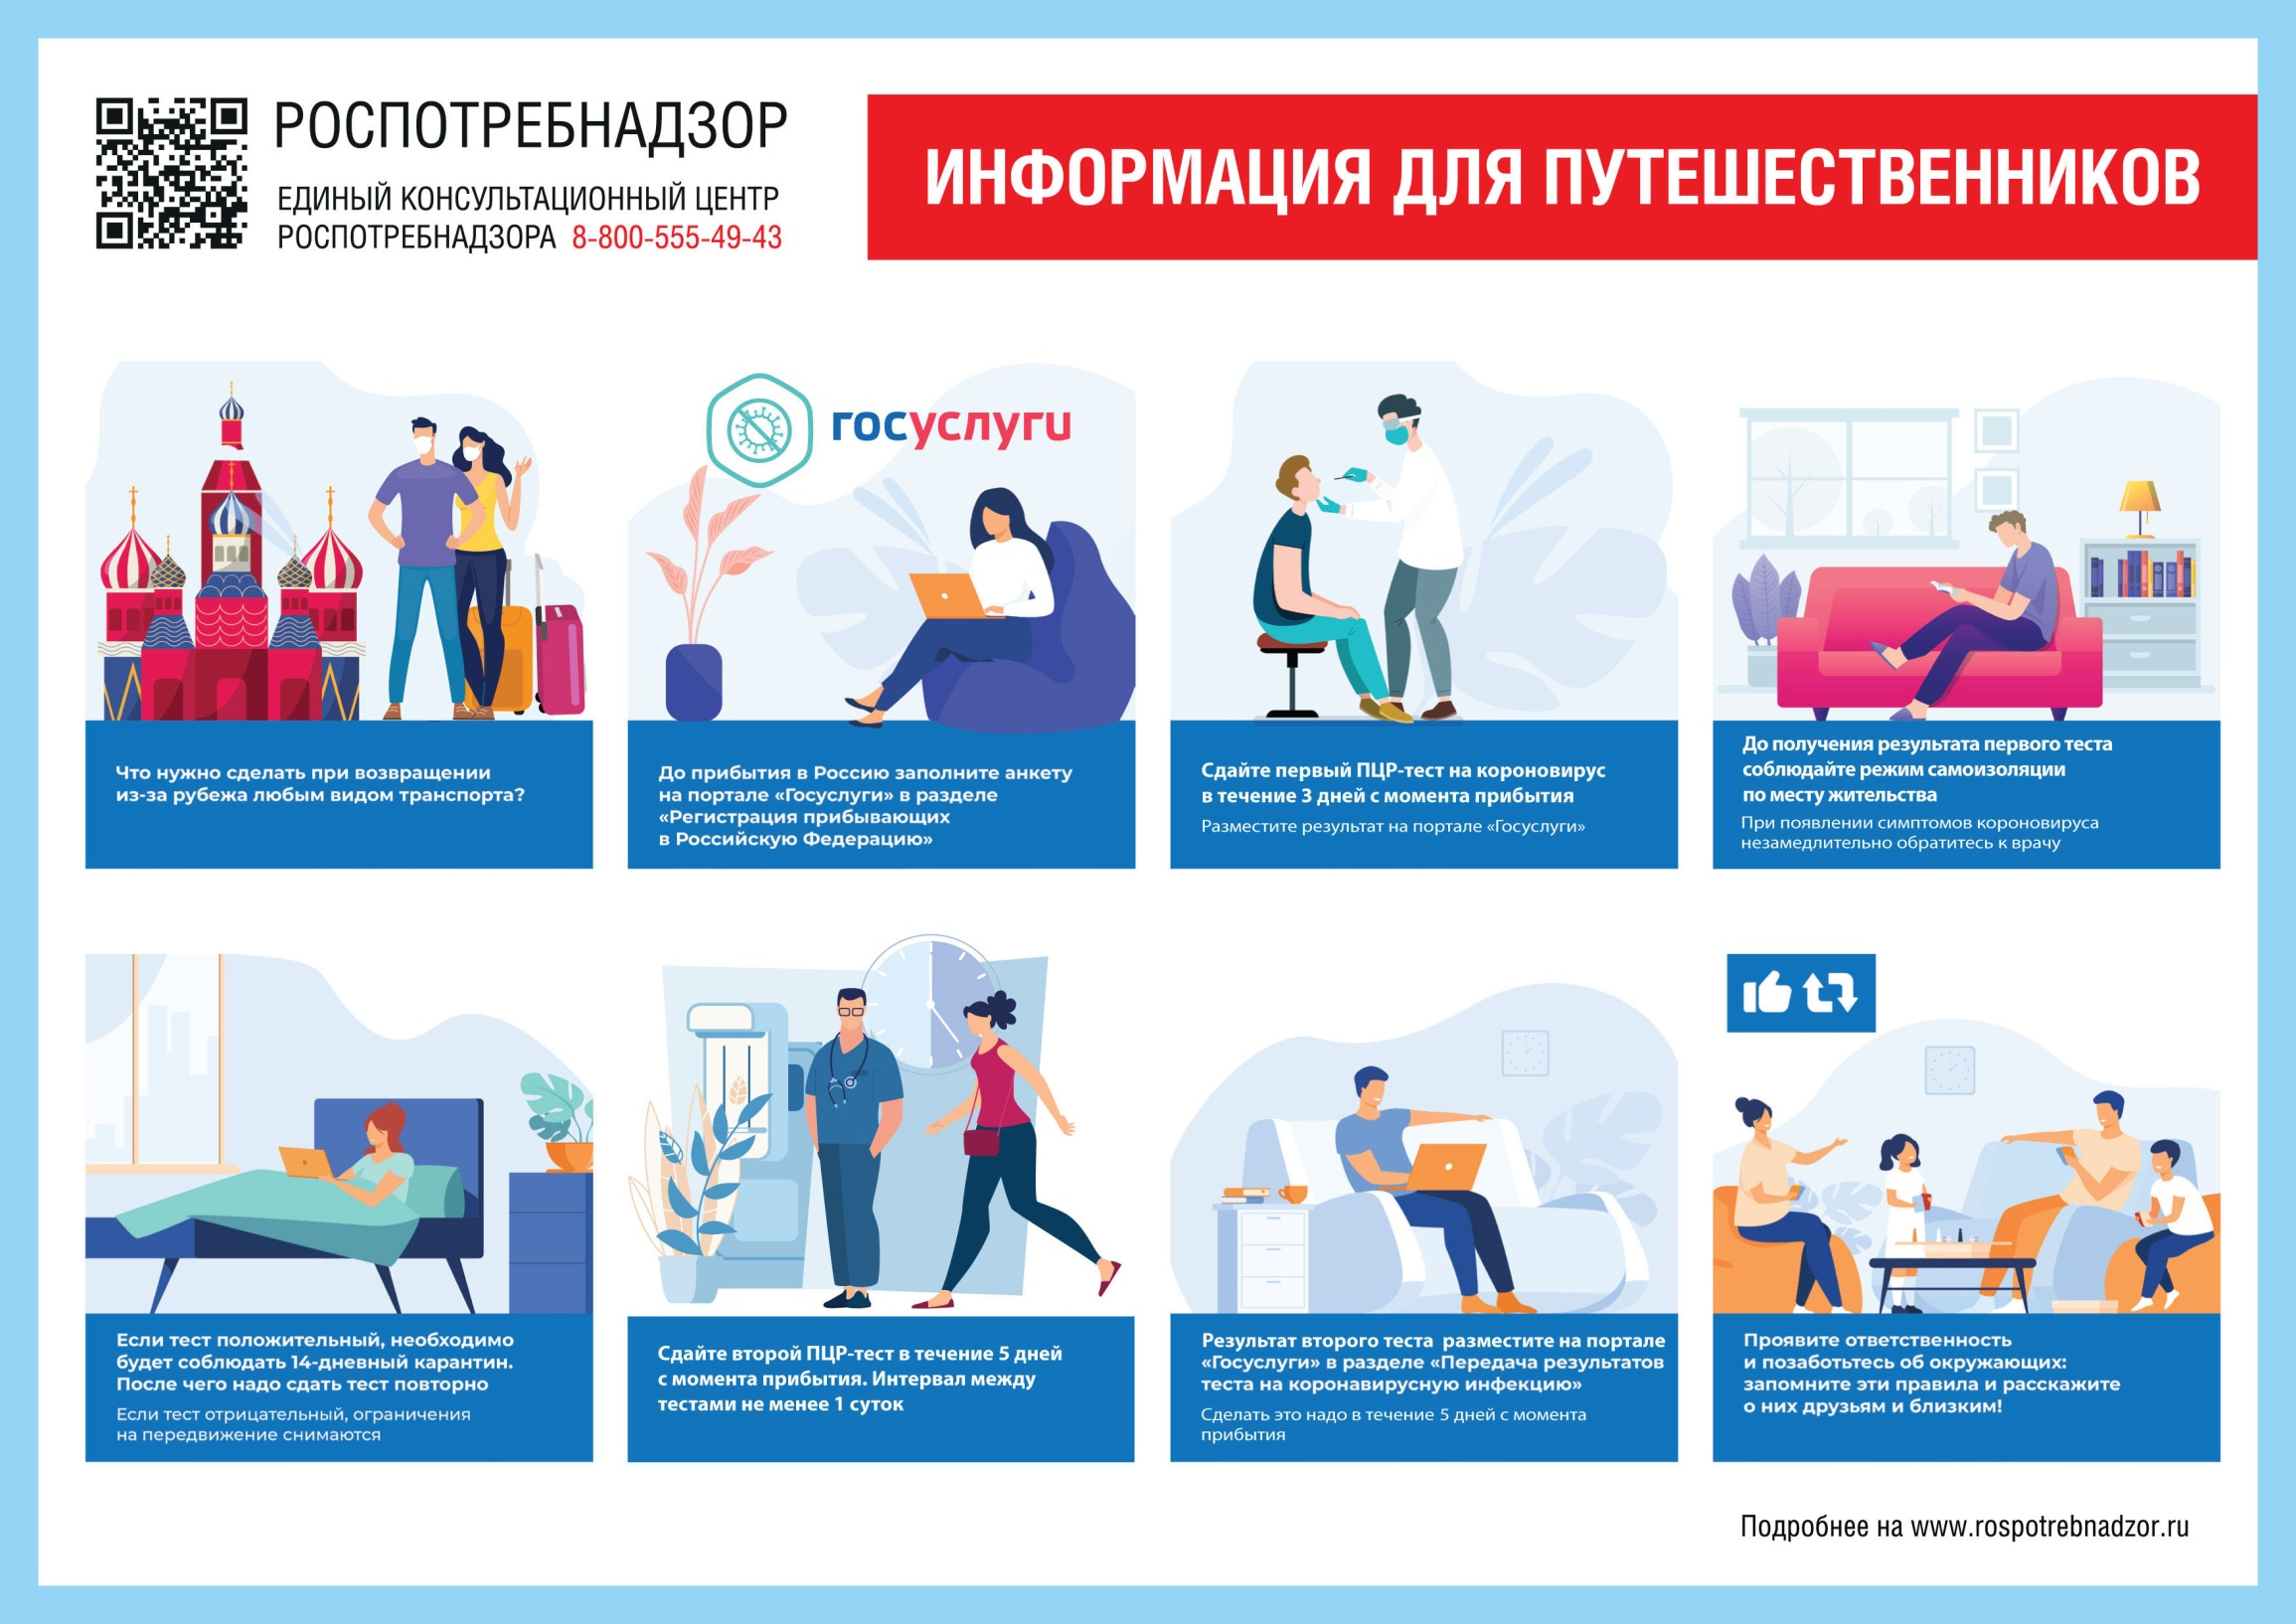 РОСПОТРЕБНАДЗОР
ЕДИНЫЙ КОНСУЛЬТАЦИОННЫЙ ЦЕНТР
РОСПОТРЕБНАДЗОРА 8-800-555-49-43
ИНФОРМАЦИЯ ДЛЯ ПУТЕШЕСТВЕННИКОВ
госуслуги
Что нужно сделать при возвращении
из-за рубежа любым видом транспорта?
До прибытия в Россию заполните анкету
на портале «Госуслуги» в разделе
«Регистрация прибывающих
в Российскую Федерацию»
Сдайте первый ПЦР-тест на короновирус
в течение 3 дней с момента прибытия
Разместите результат на портале «Госуслуги»
До получения результата первого теста
соблюдайте режим самоизоляции
по месту жительства
При появлении симптомов короновируса
незамедлительно обратитесь к врачу
Если тест положительный, необходимо
будет соблюдать 14-дневный карантин.
После чего надо сдать тест повторно
Если тест отрицательный, ограничения
на передвижение снимаются
Сдайте второй ПЦР-тест в течение 5 дней
с момента прибытия. Интервал между
тестами не менее 1 суток
Результат второго теста разместите на портале
«Госуслуги» в разделе «Передача результатов
теста на коронавирусную инфекцию»
Сделать это надо в течение 5 дней с момента
прибытия
Проявите ответственность
и позаботьтесь об окружающих:
запомните эти правила и расскажите
о них друзьям и близким!
Подробнее на www.rospotrebnadzor.ru